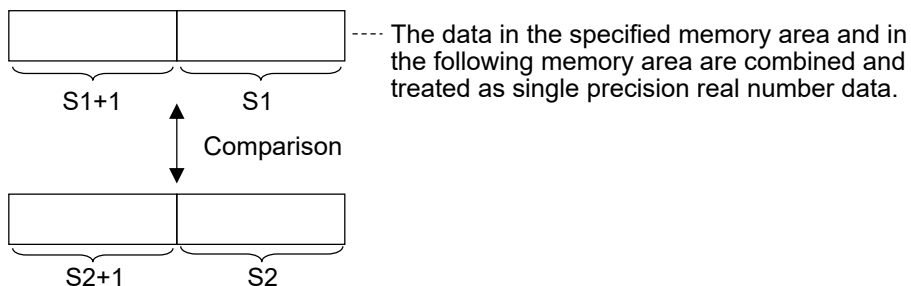 The data in the specified memory area and in
the following memory area are combined and
treated as single precision real number data.
S1+1 S1
Comparison
S2+1 S2